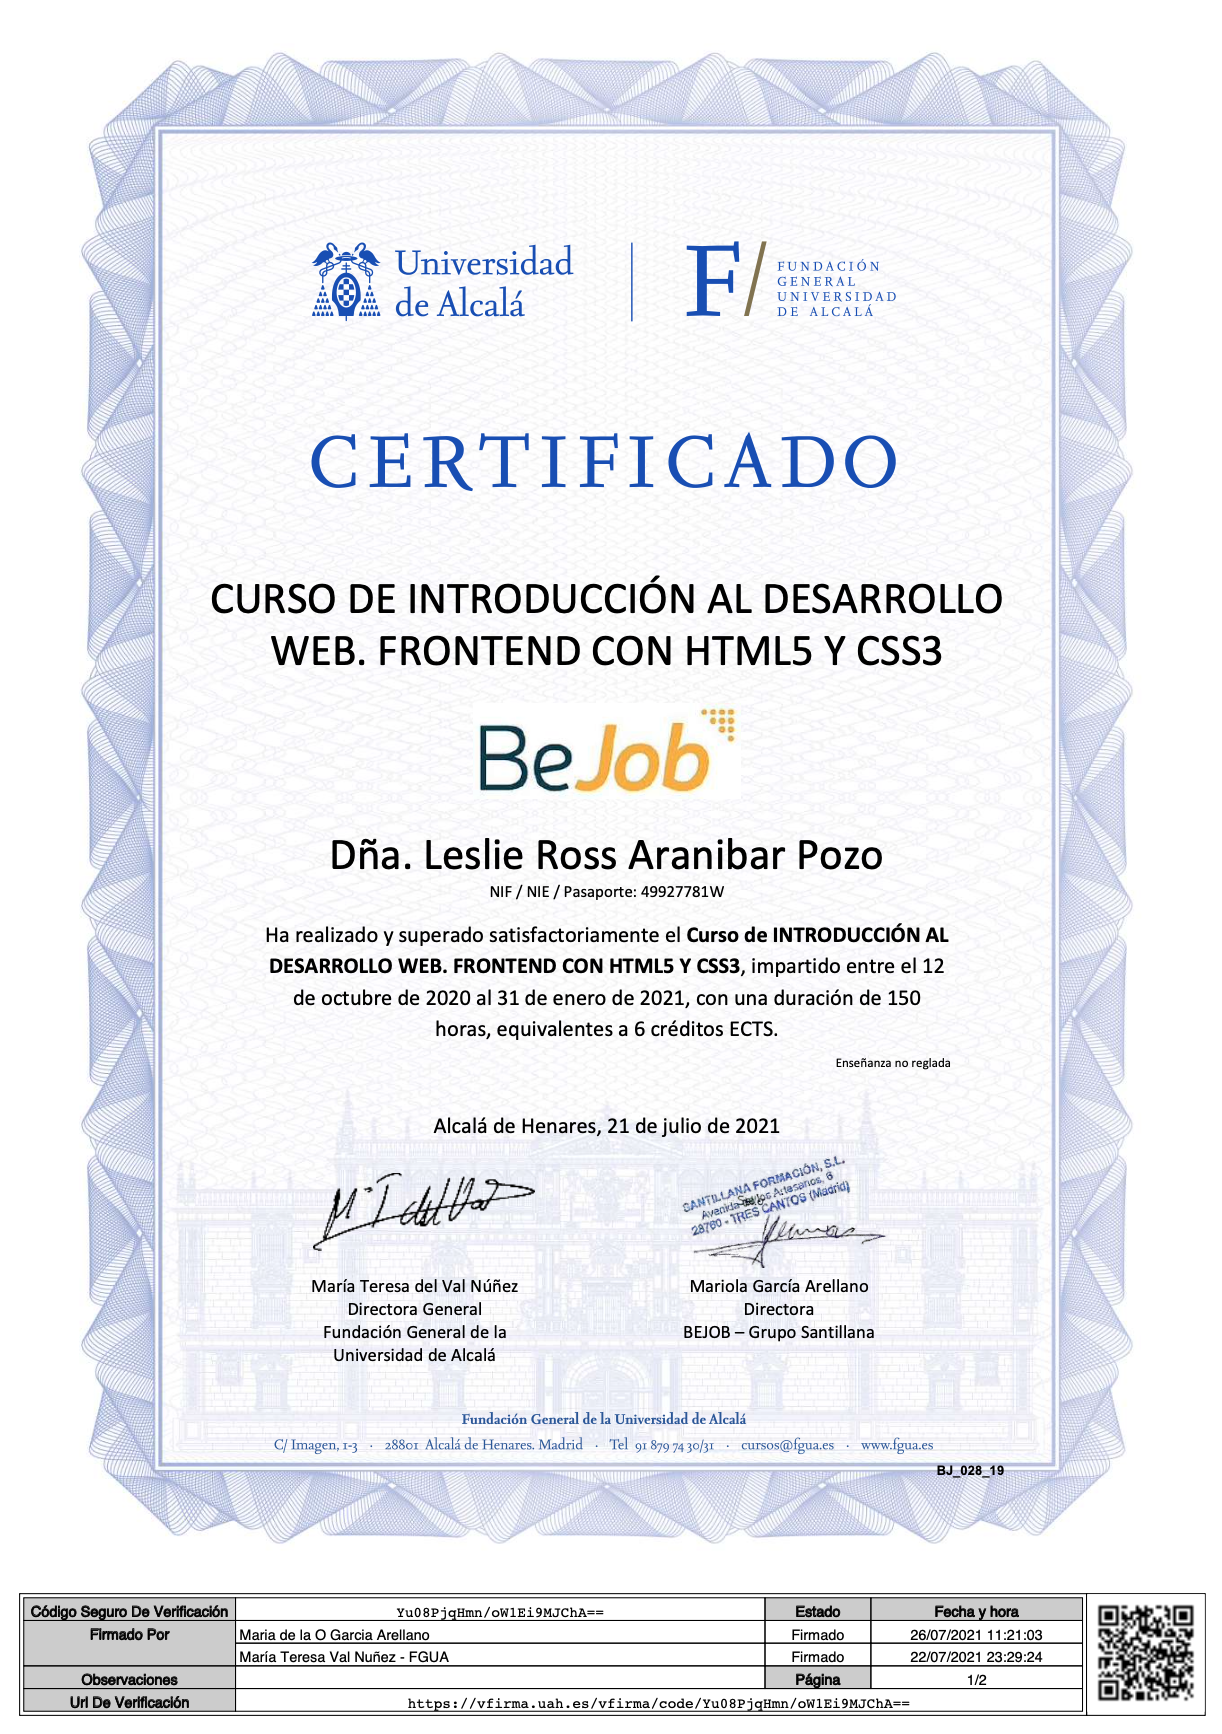 Universidad
de Alcalá
F/
FUNDACIÓN
GENERAL
UNIVERSIDAD
DE ALCALÁ
CERTIFICADO
CURSO DE INTRODUCCIÓN AL DESARROLLO
WEB. FRONTEND CON HTML5 Y CSS3
BeJob
Dña. Leslie Ross Aranibar Pozo
NIF / NIE / Pasaporte: 49927781W
Ha realizado y superado satisfactoriamente el Curso de INTRODUCCIÓN AL
DESARROLLO WEB. FRONTEND CON HTML5 Y CSS3, impartido entre el 12
de octubre de 2020 al 31 de enero de 2021, con una duración de 150
horas, equivalentes a 6 créditos ECTS.
Enseñanza no reglada
Alcalá de Henares, 21 de julio de 2021
SANTILLANA FORMACIÓN, S.L.
Avenida de los Artesanos, 6
28760 - TRES CANTOS (Madrid)
María Teresa del Val Núñez
Directora General
Fundación General de la
Universidad de Alcalá
Mariola García Arellano
Directora
BEJOB – Grupo Santillana
Fundación General de la Universidad de Alcalá
C/ Imagen, 1-3 · 28801 Alcalá de Henares. Madrid · Tel 91 879 74 30/31 · cursos@fgua.es · www.fgua.es
BJ_028_19
Código Seguro De Verificación Yu08PjqHmn/oW1Ei9MJChA== Estado Fecha y hora
Firmado Por Maria de la O Garcia Arellano Firmado 26/07/2021 11:21:03
María Teresa Val Nuñez - FGUA Firmado 22/07/2021 23:29:24
Observaciones Página 1/2
Url De Verificación https://vfirma.uah.es/vfirma/code/Yu08PjqHmn/oW1Ei9MJChA==